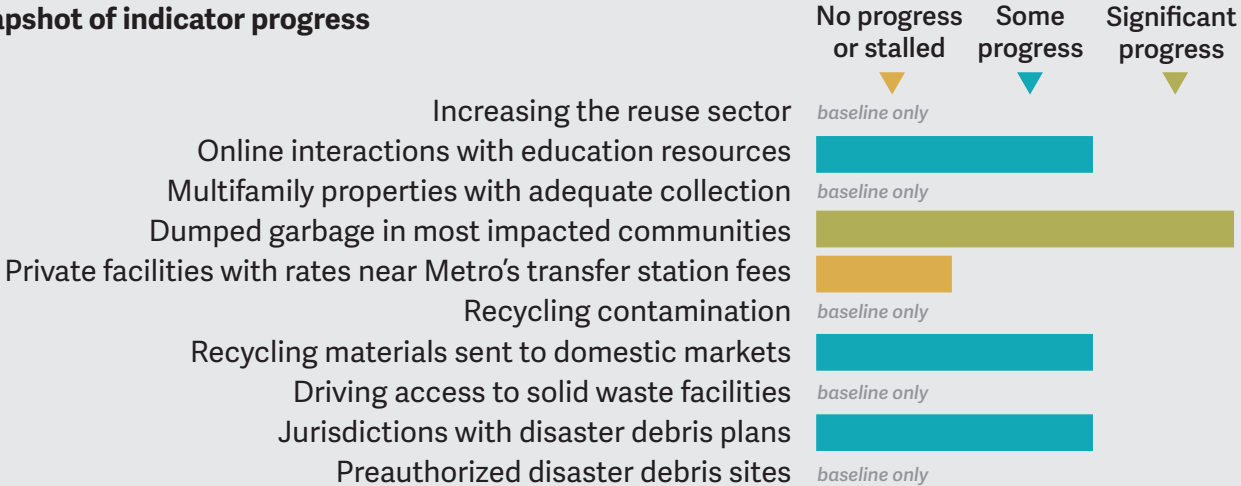 apshot of indicator progress
No progress or stalled
Some progress
Significant progress
Increasing the reuse sector baseline only
Online interactions with education resources
Multifamily properties with adequate collection baseline only
Dumped garbage in most impacted communities
Private facilities with rates near Metro's transfer station fees
Recycling contamination baseline only
Recycling materials sent to domestic markets
Driving access to solid waste facilities baseline only
Jurisdictions with disaster debris plans
Preauthorized disaster debris sites baseline only